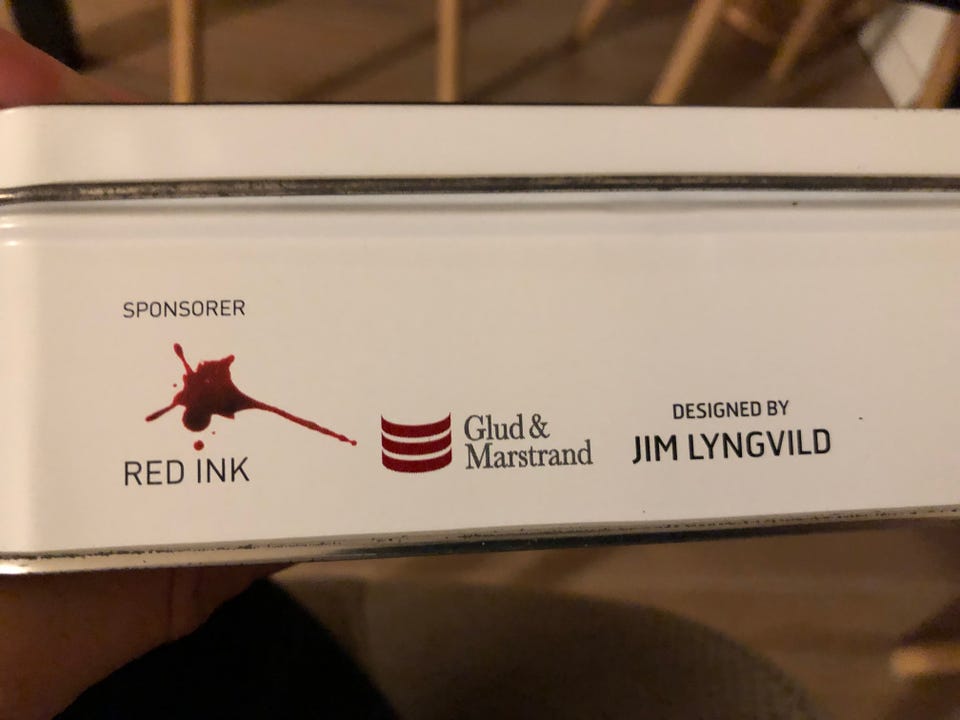 SPONSORER
RED INK
Glud &
Marstrand
DESIGNED BY
JIM LYNGVILD